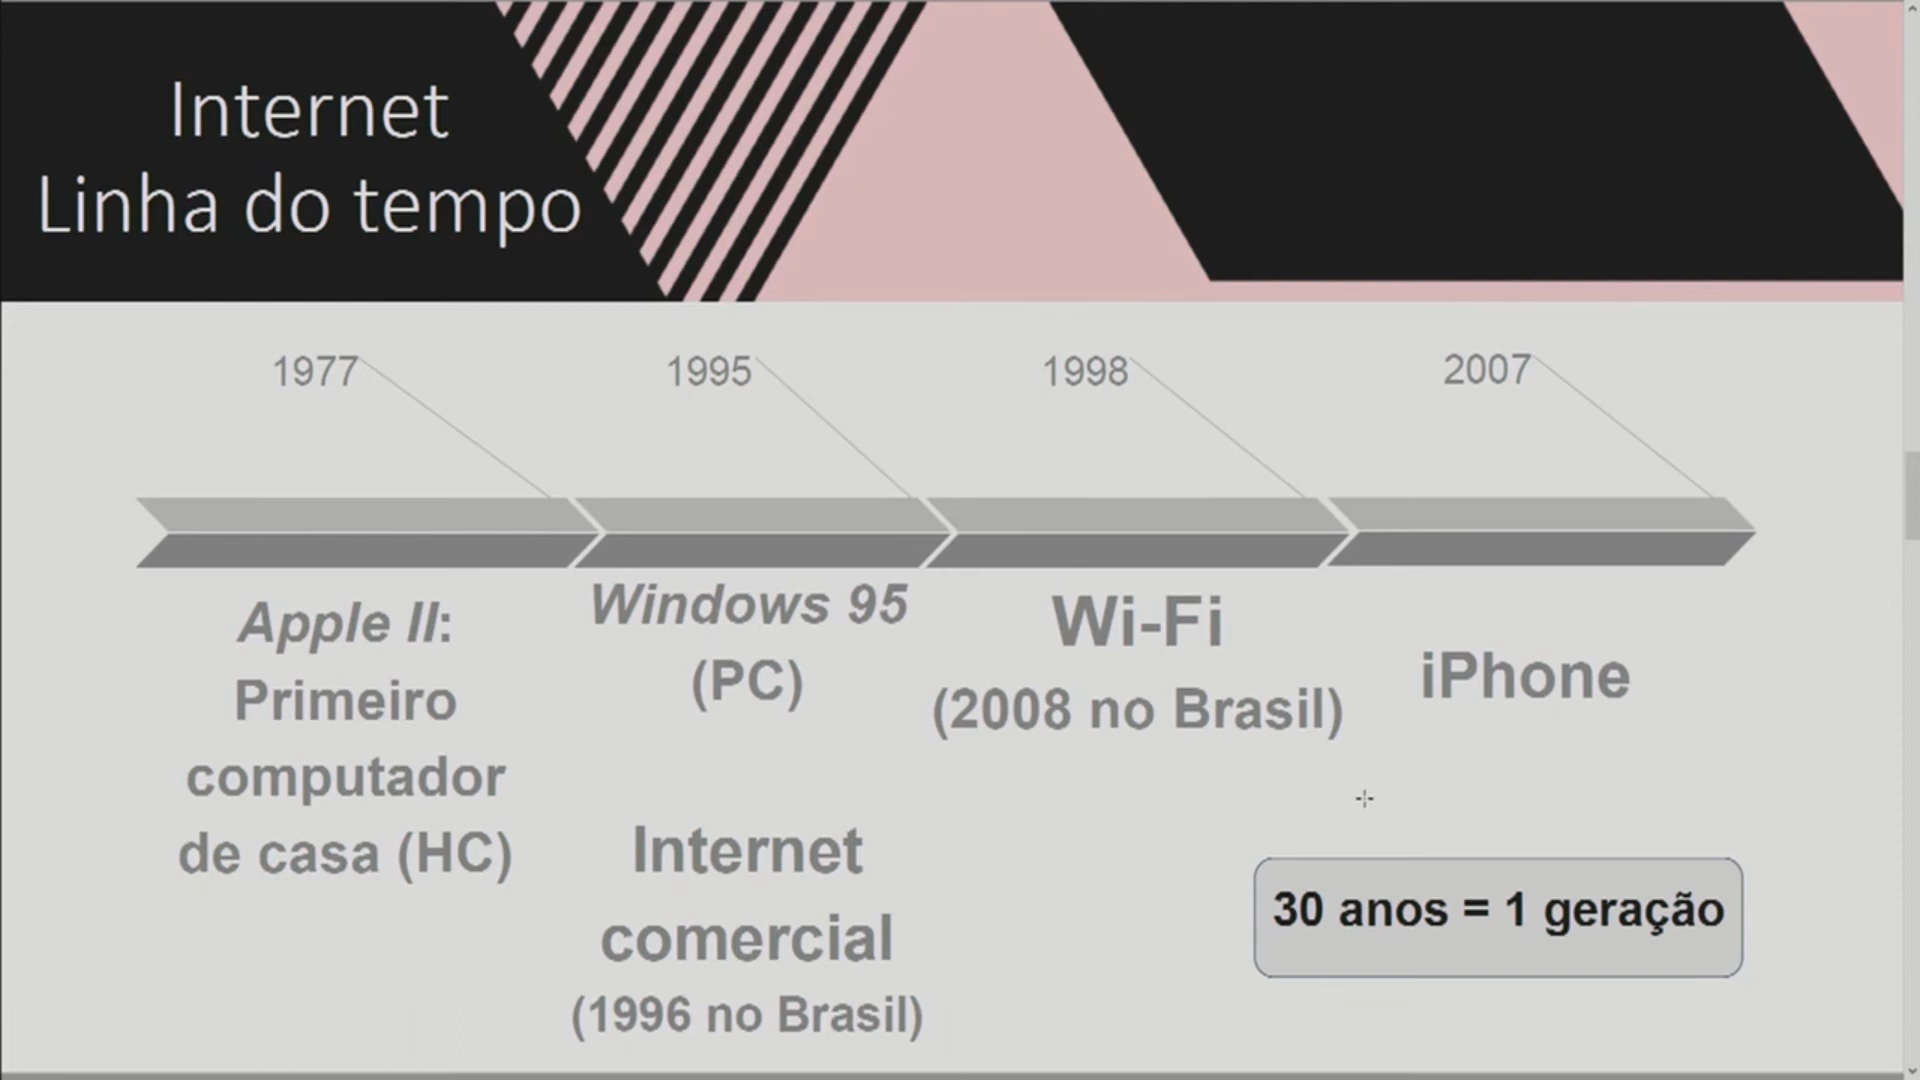 Internet
Linha do tempo
1977
1995
1998
2007
Apple II:
Primeiro
computador
de casa (HC)
Windows 95
(PC)
Internet
comercial
(1996 no Brasil)
Wi-Fi
(2008 no Brasil)
iPhone
30 anos = 1 geração